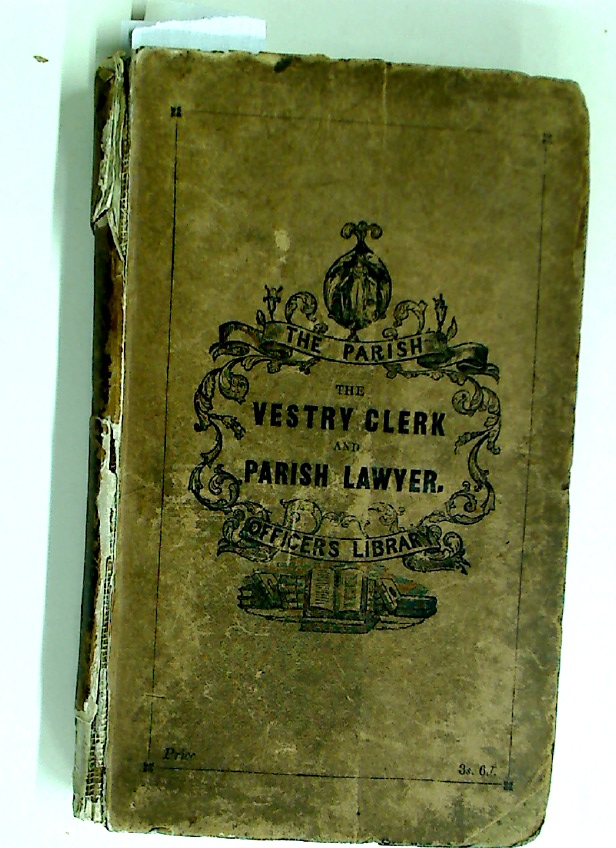 THE PARISH
THE
VESTRY CLERK
AND
PARISH LAWYER.
OFFICERS LIBRARY
Price
3s. 6d.